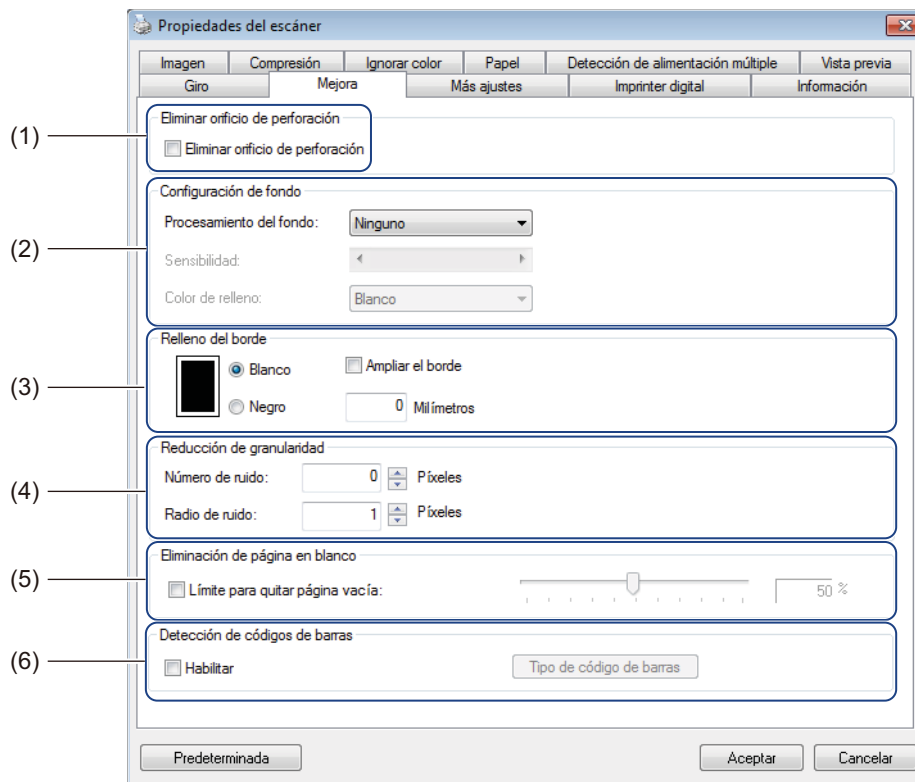 Propiedades del escáner
Imagen Compresión Ignorar color Papel Detección de alimentación múltiple Vista previa
Giro Mejora Más ajustes Imprinter digital Información
(1)
Eliminar orificio de perforación
Eliminar orificio de perforación
(2)
Configuración de fondo
Procesamiento del fondo: Ninguno
Sensibilidad:
Color de relleno: Blanco
(3)
Relleno del borde
Blanco Ampliar el borde
Negro 0 Milímetros
(4)
Reducción de granularidad
Número de ruido: 0 Píxeles
Radio de ruido: 1 Píxeles
(5)
Eliminación de página en blanco
Límite para quitar página vacía: 50 %
(6)
Detección de códigos de barras
Habilitar Tipo de código de barras
Predeterminada Aceptar Cancelar